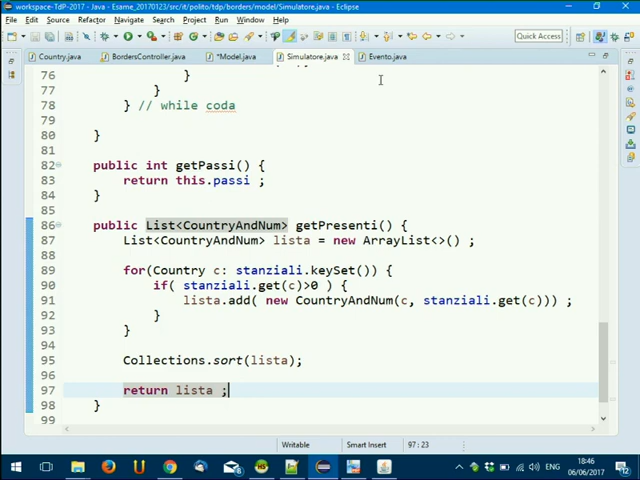 workspace-TdP-2017 - Java - Esame_20170123/src/it/polito/tdp/borders/model/Simulatore.java - Eclipse
File Edit Source Refactor Navigate Search Project Run Window Help
Quick Access
Country.java BordersController.java *Model.java Simulatore.java Evento.java
76 }
77 }
78 } // while coda
79
80 }
81
82 public int getPassi() {
83 return this.passi ;
84 }
85
86 public List<CountryAndNum> getPresenti() {
87 List<CountryAndNum> lista = new ArrayList<>() ;
88
89 for(Country c: stanziali.keySet()) {
90 if( stanziali.get(c)>0 ) {
91 lista.add( new CountryAndNum(c, stanziali.get(c))) ;
92 }
93 }
94
95 Collections.sort(lista);
96
97 return lista ;
98 }
99
Writable Smart Insert 97 : 23
ENG 18:46
06/06/2017